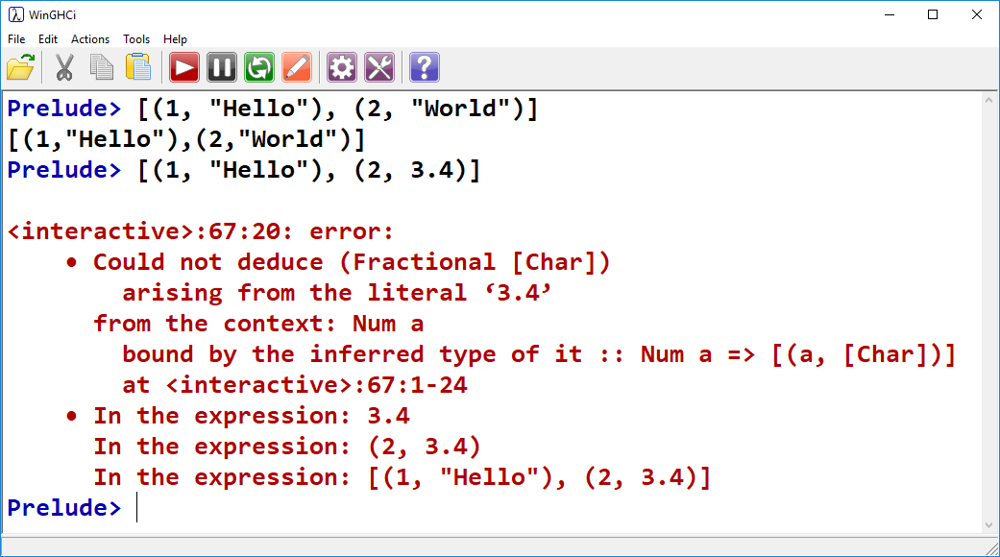 WinGHCi
File Edit Actions Tools Help
Prelude> [(1, "Hello"), (2, "World")]
[(1,"Hello"),(2,"World")]
Prelude> [(1, "Hello"), (2, 3.4)]
<interactive>:67:20: error:
• Could not deduce (Fractional [Char])
arising from the literal ‘3.4’
from the context: Num a
bound by the inferred type of it :: Num a => [(a, [Char])]
at <interactive>:67:1-24
• In the expression: 3.4
In the expression: (2, 3.4)
In the expression: [(1, "Hello"), (2, 3.4)]
Prelude>